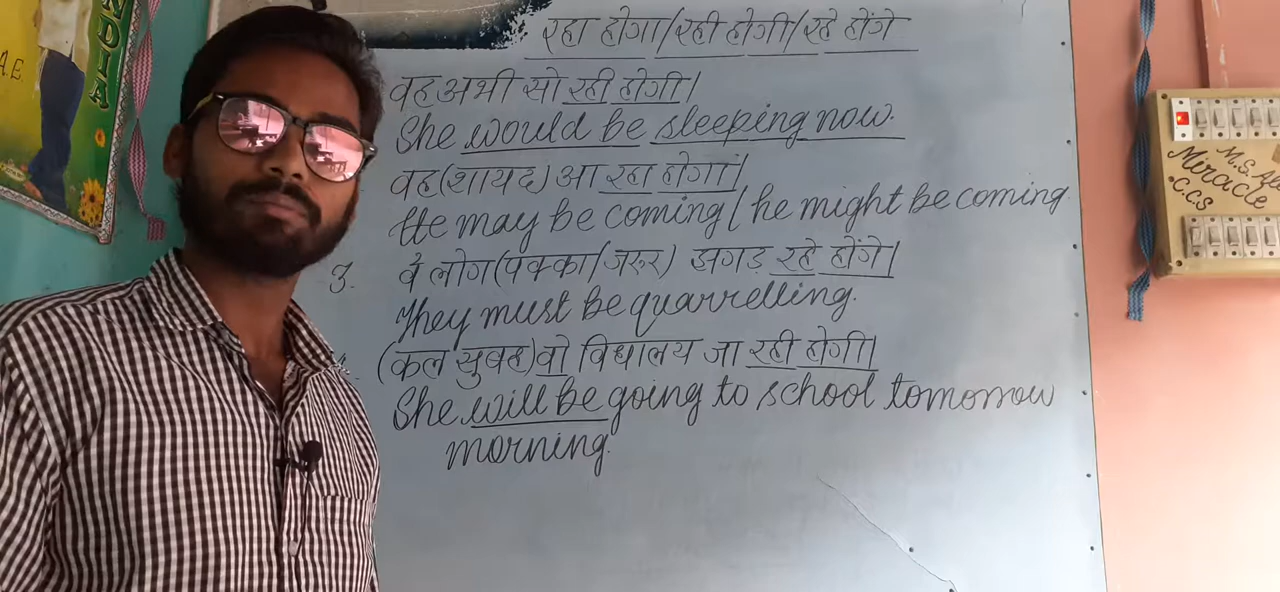 रहा होगा/रही होगी/रहे होंगे
वह अभी सो रही होगी।
She would be sleeping now.
वह (शायद) आ रहा होगा।
He may be coming / he might be coming
3. वे लोग (पक्का/जरुर) झगड़ रहे होंगे।
They must be quarrelling.
(कल सुबह) वो विद्यालय जा रही होगी।
She will be going to school tomorrow
morning.
A.E.
INDIA
M.S.
Miracle
C.C.S